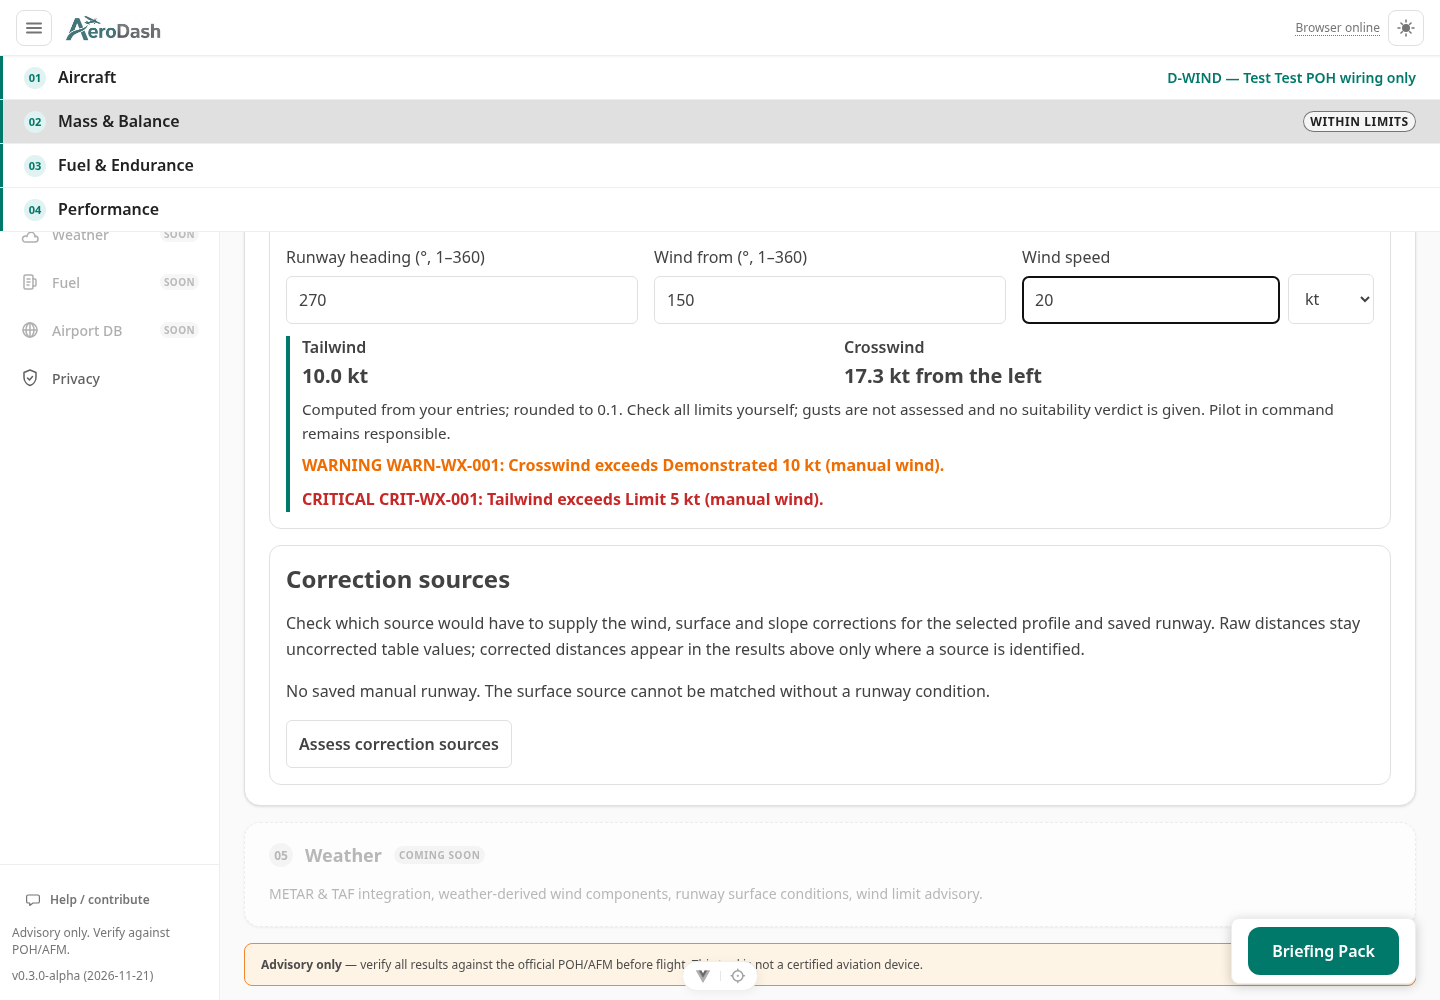 AeroDash
Browser online
01 Aircraft
D-WIND — Test Test POH wiring only
02 Mass & Balance
WITHIN LIMITS
03 Fuel & Endurance
04 Performance
Weather SOON
Fuel SOON
Airport DB SOON
Privacy
Runway heading (°, 1–360)
Wind from (°, 1–360)
Wind speed
270
150
20
kt
Tailwind
10.0 kt
Crosswind
17.3 kt from the left
Computed from your entries; rounded to 0.1. Check all limits yourself; gusts are not assessed and no suitability verdict is given. Pilot in command
remains responsible.
WARNING WARN-WX-001: Crosswind exceeds Demonstrated 10 kt (manual wind).
CRITICAL CRIT-WX-001: Tailwind exceeds Limit 5 kt (manual wind).
Correction sources
Check which source would have to supply the wind, surface and slope corrections for the selected profile and saved runway. Raw distances stay
uncorrected table values; corrected distances appear in the results above only where a source is identified.
No saved manual runway. The surface source cannot be matched without a runway condition.
Assess correction sources
05 Weather COMING SOON
METAR & TAF integration, weather-derived wind components, runway surface conditions, wind limit advisory.
Help / contribute
Advisory only. Verify against
POH/AFM.
v0.3.0-alpha (2026-11-21)
Advisory only — verify all results against the official POH/AFM before flight. not a certified aviation device.
Briefing Pack